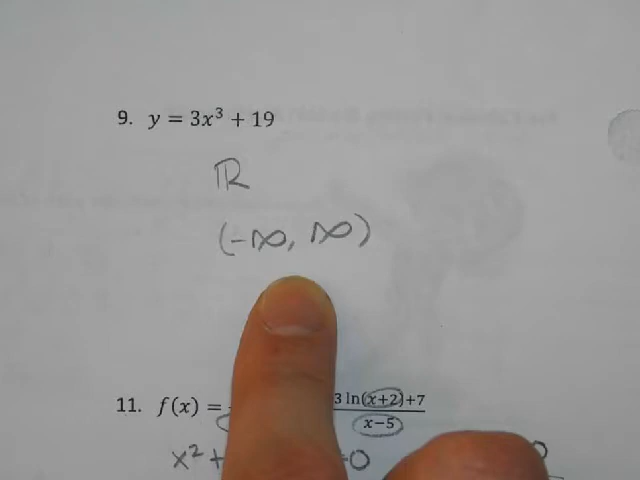 9. y = 3x³ + 19
ℝ
(-∞, ∞)
11. f(x) = 3 ln(x+2)+7
x-5
x² + 0